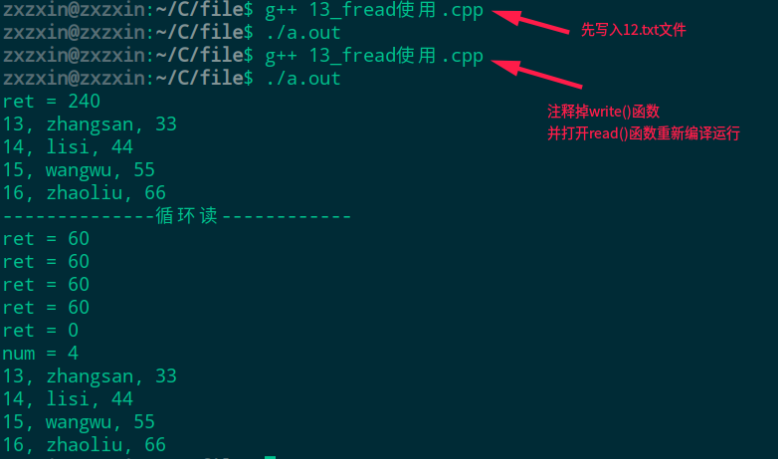 zxzxin@zxzxin:~/C/file$ g++ 13_fread使用.cpp
先写入12.txt文件
zxzxin@zxzxin:~/C/file$ ./a.out
zxzxin@zxzxin:~/C/file$ g++ 13_fread使用.cpp
zxzxin@zxzxin:~/C/file$ ./a.out
注释掉write()函数
并打开read()函数重新编译运行
ret = 240
13, zhangsan, 33
14, lisi, 44
15, wangwu, 55
16, zhaoliu, 66
--------------循环读------------
ret = 60
ret = 60
ret = 60
ret = 60
ret = 0
num = 4
13, zhangsan, 33
14, lisi, 44
15, wangwu, 55
16, zhaoliu, 66